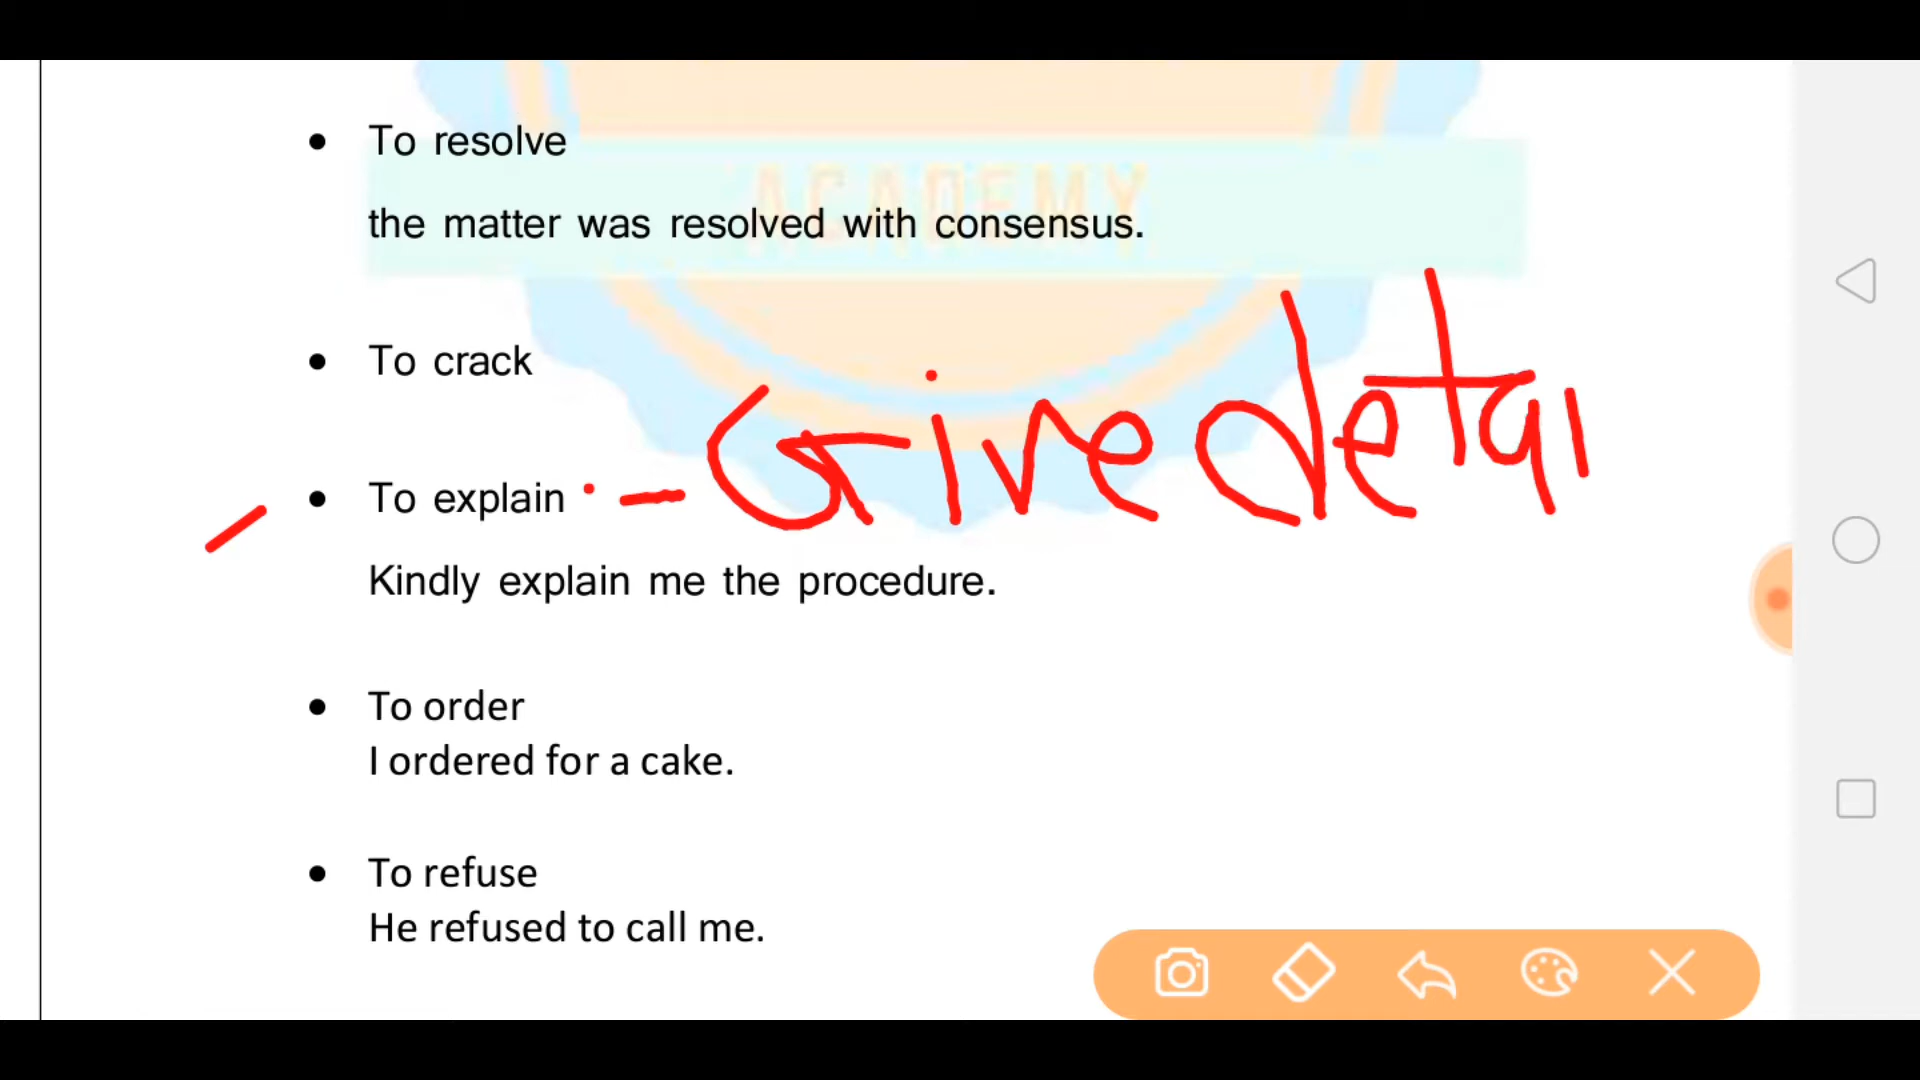 ACADEMY
• To resolve
the matter was resolved with consensus.
• To crack
• To explain - Give detai
Kindly explain me the procedure.
• To order
I ordered for a cake.
• To refuse
He refused to call me.